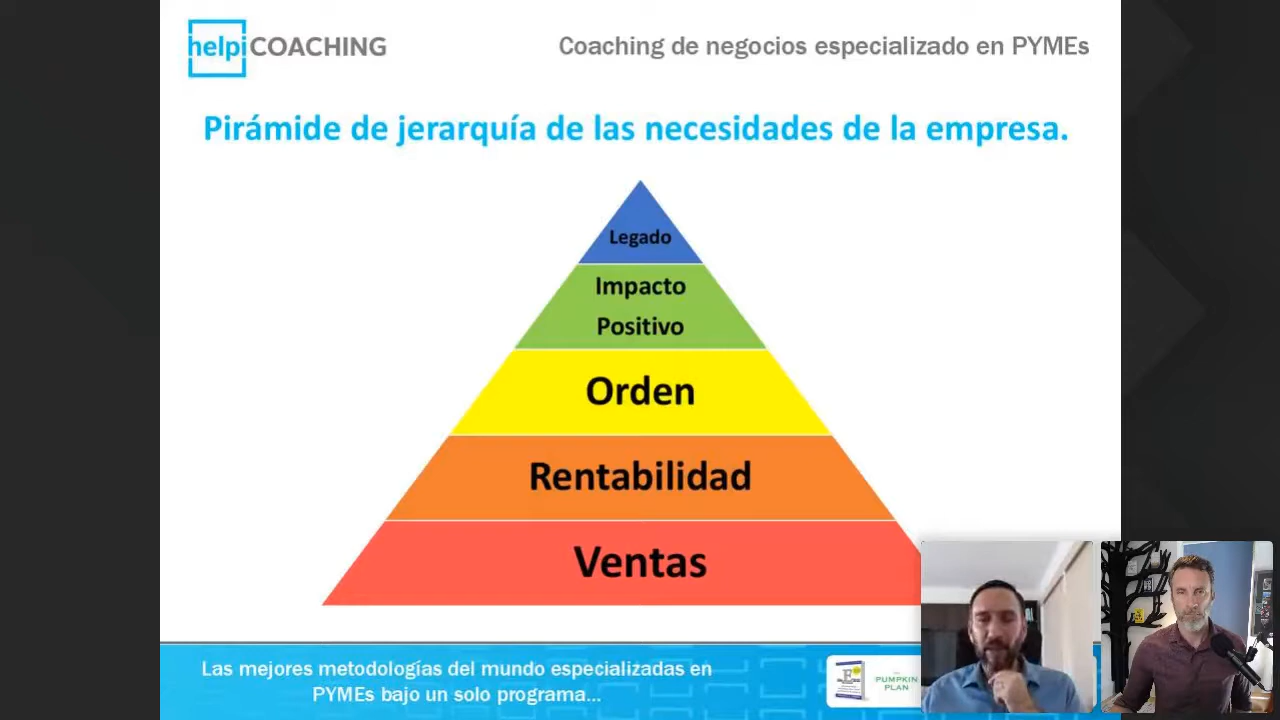 helpi COACHING
Coaching de negocios especializado en PYMEs
Pirámide de jerarquía de las necesidades de la empresa.
Legado
Impacto
Positivo
Orden
Rentabilidad
Ventas
Las mejores metodologías del mundo especializadas en
PYMEs bajo un solo programa...
E
PUMPKIN
PLAN